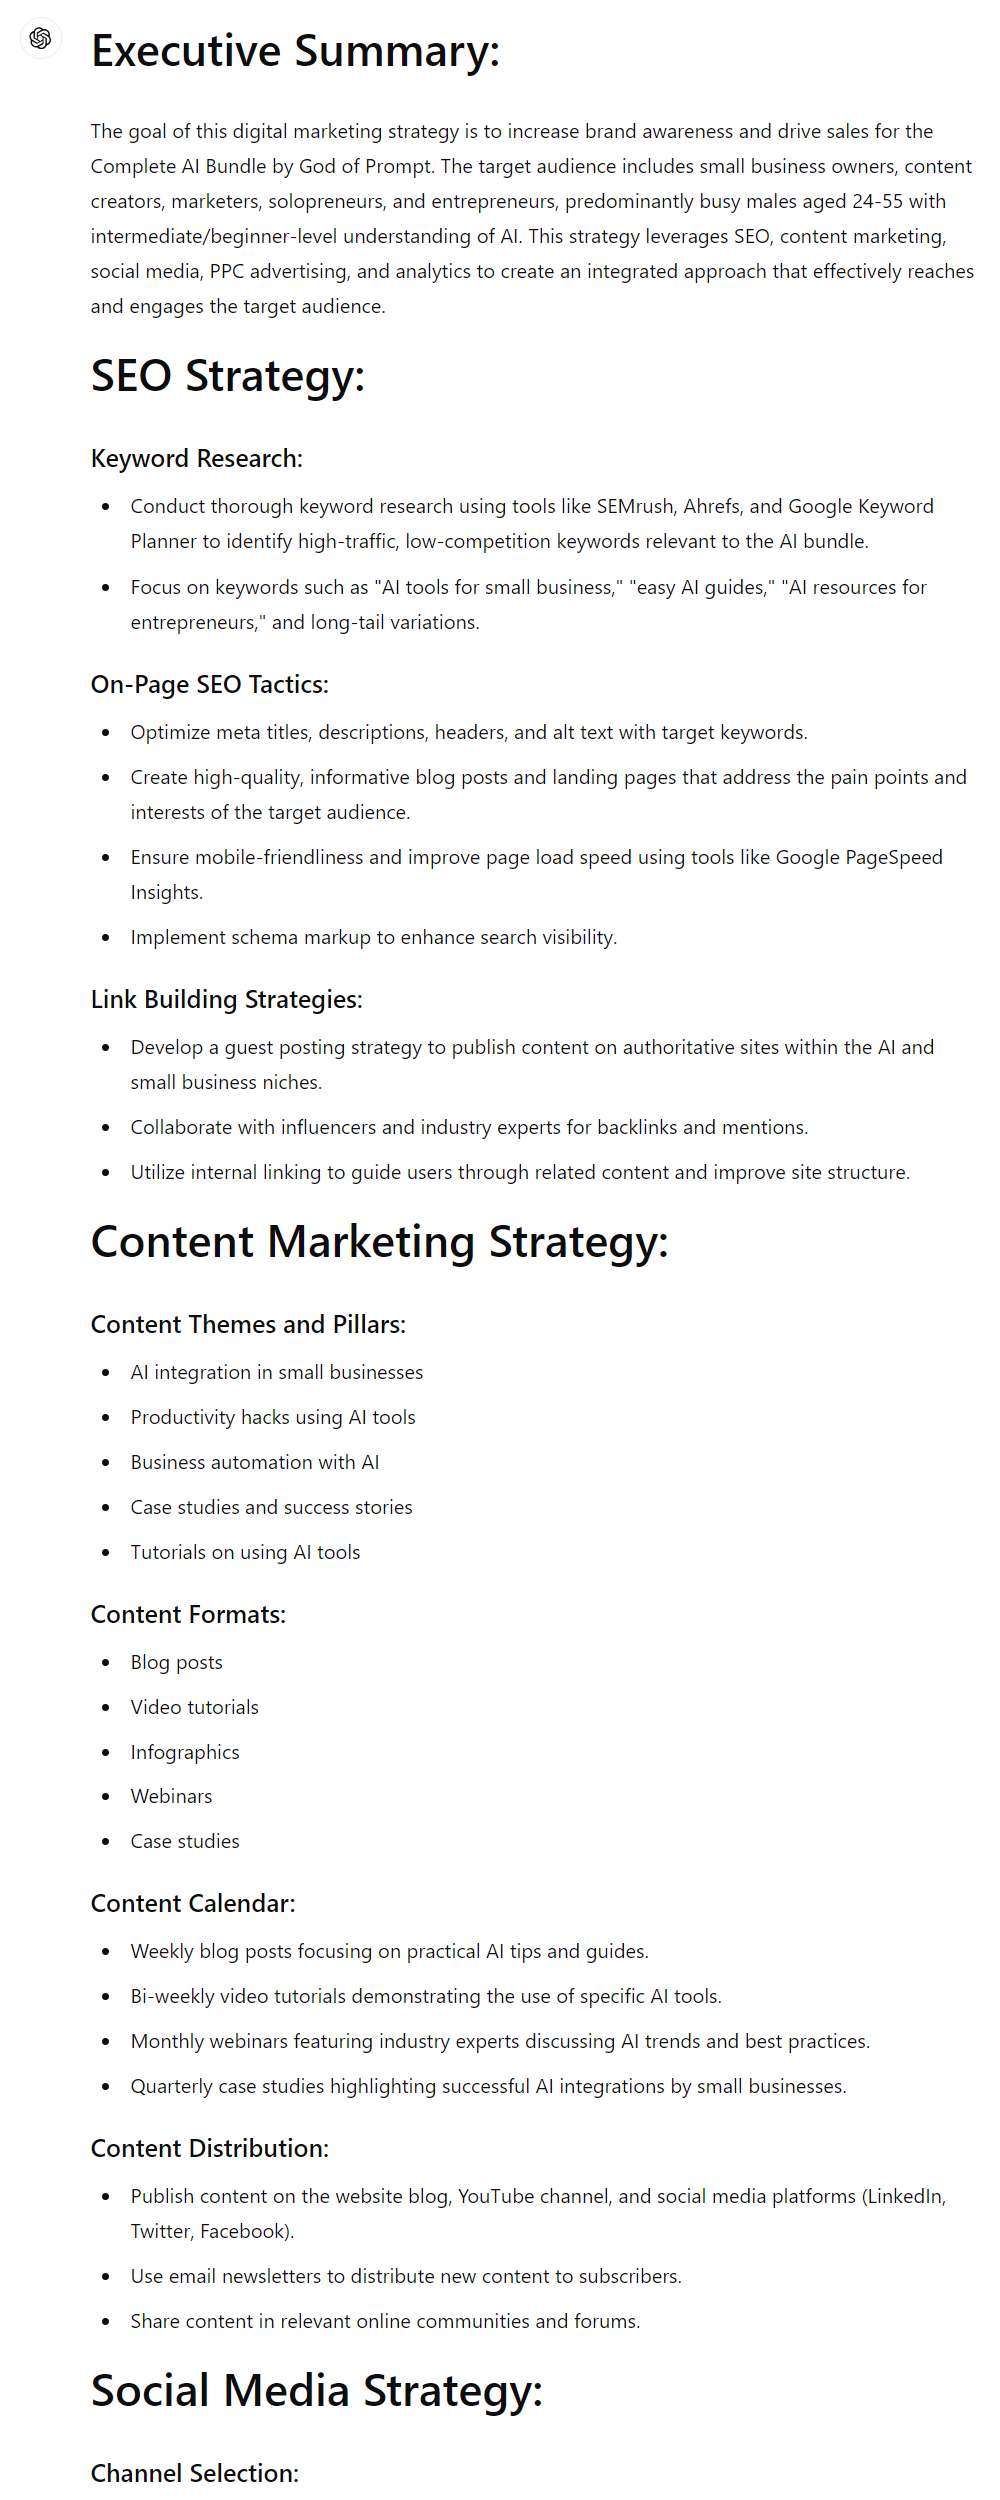 Executive Summary:
The goal of this digital marketing strategy is to increase brand awareness and drive sales for the
Complete AI Bundle by God of Prompt. The target audience includes small business owners, content
creators, marketers, solopreneurs, and entrepreneurs, predominantly busy males aged 24-55 with
intermediate/beginner-level understanding of AI. This strategy leverages SEO, content marketing,
social media, PPC advertising, and analytics to create an integrated approach that effectively reaches
and engages the target audience.
SEO Strategy:
Keyword Research:
• Conduct thorough keyword research using tools like SEMrush, Ahrefs, and Google Keyword
Planner to identify high-traffic, low-competition keywords relevant to the AI bundle.
• Focus on keywords such as "AI tools for small business," "easy AI guides," "AI resources for
entrepreneurs," and long-tail variations.
On-Page SEO Tactics:
• Optimize meta titles, descriptions, headers, and alt text with target keywords.
• Create high-quality, informative blog posts and landing pages that address the pain points and
interests of the target audience.
• Ensure mobile-friendliness and improve page load speed using tools like Google PageSpeed
Insights.
• Implement schema markup to enhance search visibility.
Link Building Strategies:
• Develop a guest posting strategy to publish content on authoritative sites within the AI and
small business niches.
• Collaborate with influencers and industry experts for backlinks and mentions.
• Utilize internal linking to guide users through related content and improve site structure.
Content Marketing Strategy:
Content Themes and Pillars:
• AI integration in small businesses
• Productivity hacks using AI tools
• Business automation with AI
• Case studies and success stories
• Tutorials on using AI tools
Content Formats:
• Blog posts
• Video tutorials
• Infographics
• Webinars
• Case studies
Content Calendar:
• Weekly blog posts focusing on practical AI tips and guides.
• Bi-weekly video tutorials demonstrating the use of specific AI tools.
• Monthly webinars featuring industry experts discussing AI trends and best practices.
• Quarterly case studies highlighting successful AI integrations by small businesses.
Content Distribution:
• Publish content on the website blog, YouTube channel, and social media platforms (LinkedIn,
Twitter, Facebook).
• Use email newsletters to distribute new content to subscribers.
• Share content in relevant online communities and forums.
Social Media Strategy:
Channel Selection: